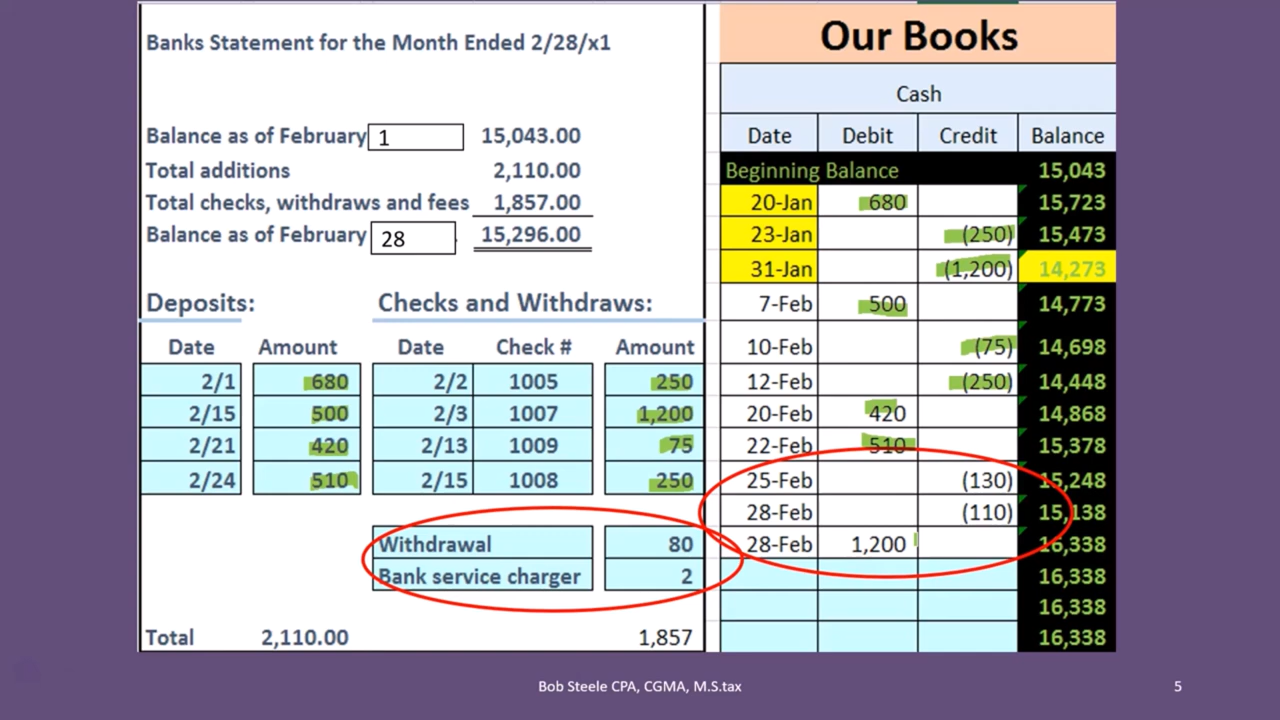 Banks Statement for the Month Ended 2/28/x1
Balance as of February 1 15,043.00
Total additions 2,110.00
Total checks, withdraws and fees 1,857.00
Balance as of February 28 15,296.00
Deposits: Checks and Withdraws:
Date Amount Date Check # Amount
2/1 680 2/2 1005 250
2/15 500 2/3 1007 1,200
2/21 420 2/13 1009 75
2/24 510 2/15 1008 250
Withdrawal 80
Bank service charger 2
Total 2,110.00 1,857
Our Books
Cash
Date Debit Credit Balance
Beginning Balance 15,043
20-Jan 680 15,723
23-Jan (250) 15,473
31-Jan (1,200) 14,273
7-Feb 500 14,773
10-Feb (75) 14,698
12-Feb (250) 14,448
20-Feb 420 14,868
22-Feb 510 15,378
25-Feb (130) 15,248
28-Feb (110) 15,138
28-Feb 1,200 16,338
16,338
16,338
16,338
Bob Steele CPA, CGMA, M.S.tax 5